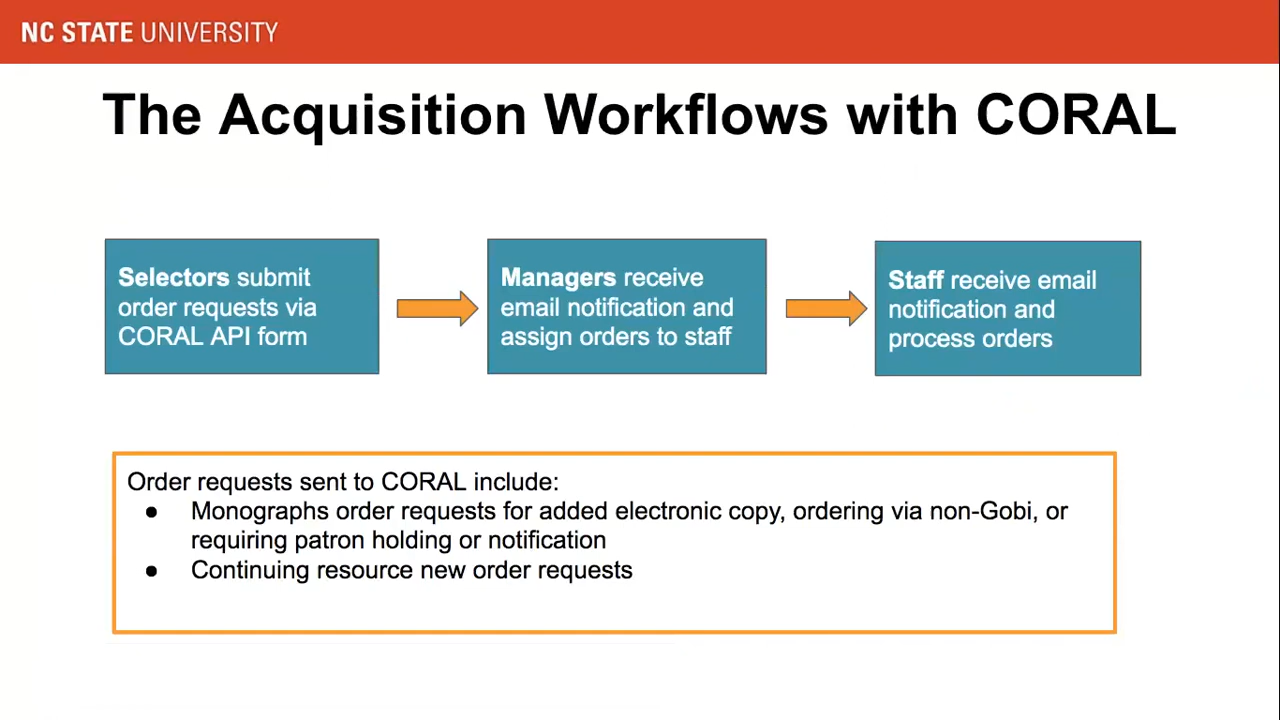 NC STATE UNIVERSITY
The Acquisition Workflows with CORAL
Selectors submit
order requests via
CORAL API form
Managers receive
email notification and
assign orders to staff
Staff receive email
notification and
process orders
Order requests sent to CORAL include:
● Monographs order requests for added electronic copy, ordering via non-Gobi, or
requiring patron holding or notification
● Continuing resource new order requests